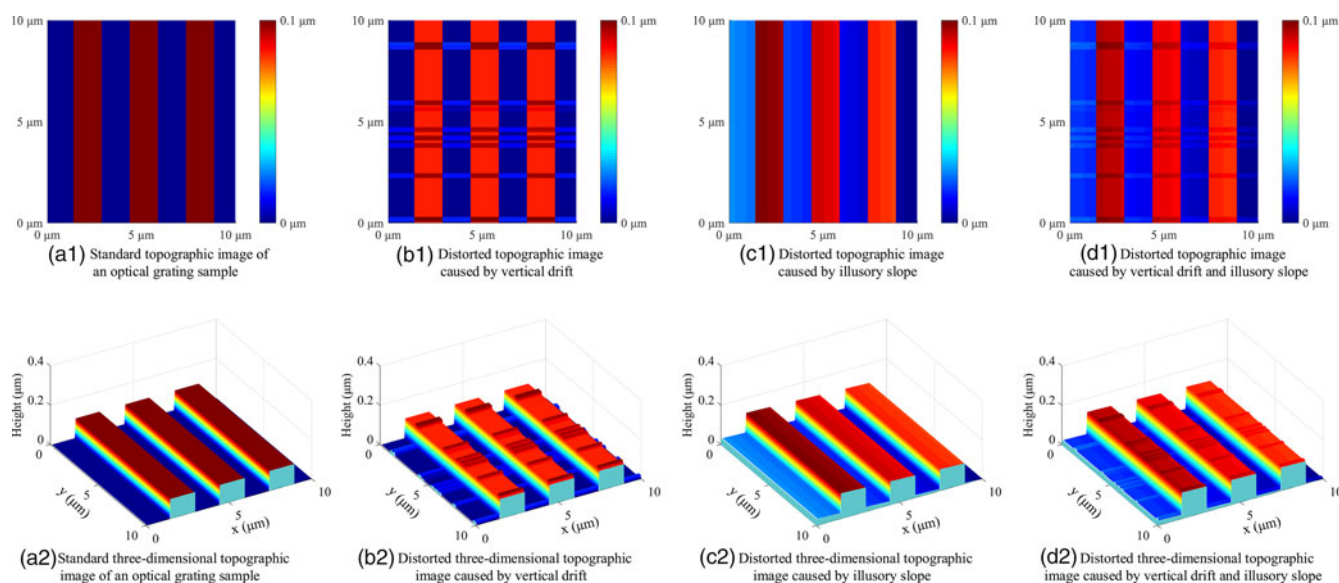 10 μm
0.1 μm
5 μm
0 μm
0 μm
0 μm
5 μm
10 μm
(a1) Standard topographic image of
an optical grating sample
10 μm
0.1 μm
5 μm
0 μm
0 μm
0 μm
5 μm
10 μm
(b1) Distorted topographic image
caused by vertical drift
10 μm
0.1 μm
5 μm
0 μm
0 μm
0 μm
5 μm
10 μm
(c1) Distorted topographic image
caused by illusory slope
10 μm
0.1 μm
5 μm
0 μm
0 μm
0 μm
5 μm
10 μm
(d1) Distorted topographic image
caused by vertical drift and illusory slope
0.4
0.2
0
Height (μm)
0
5
10
y (μm)
0
5
10
x (μm)
(a2) Standard three-dimensional topographic
image of an optical grating sample
0.4
0.2
0
Height (μm)
0
5
10
y (μm)
0
5
10
x (μm)
(b2) Distorted three-dimensional topographic
image caused by vertical drift
0.4
0.2
0
Height (μm)
0
5
10
y (μm)
0
5
10
x (μm)
(c2) Distorted three-dimensional topographic
image caused by illusory slope
0.4
0.2
0
Height (μm)
0
5
10
y (μm)
0
5
10
x (μm)
(d2) Distorted three-dimensional topographic
image caused by vertical drift and illusory slope